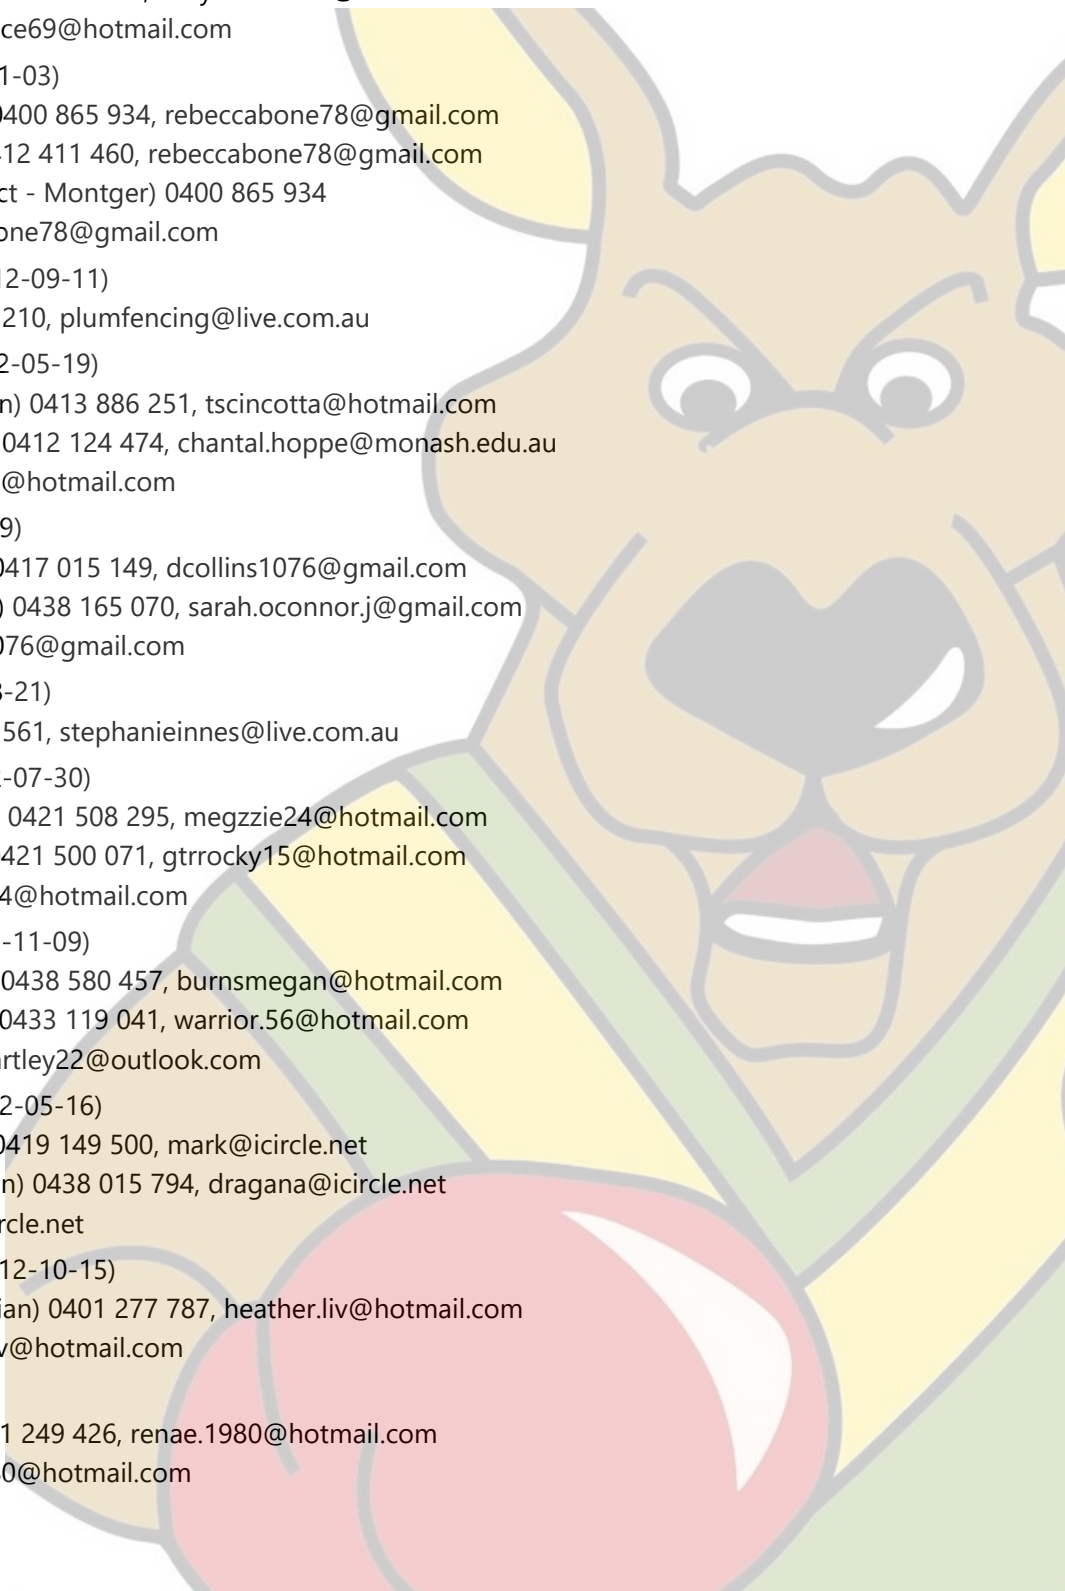 ce69@hotmail.com
1-03)
0400 865 934, rebeccabone78@gmail.com
12 411 460, rebeccabone78@gmail.com
ct - Montger) 0400 865 934
one78@gmail.com
12-09-11)
210, plumfencing@live.com.au
2-05-19)
n) 0413 886 251, tscincotta@hotmail.com
0412 124 474, chantal.hoppe@monash.edu.au
@hotmail.com
9)
0417 015 149, dcollins1076@gmail.com
) 0438 165 070, sarah.oconnor.j@gmail.com
076@gmail.com
3-21)
561, stephanieinnes@live.com.au
-07-30)
0421 508 295, megzzie24@hotmail.com
421 500 071, gtrrocky15@hotmail.com
4@hotmail.com
-11-09)
0438 580 457, burnsmegan@hotmail.com
0433 119 041, warrior.56@hotmail.com
artley22@outlook.com
2-05-16)
0419 149 500, mark@icircle.net
n) 0438 015 794, dragana@icircle.net
rcle.net
12-10-15)
ian) 0401 277 787, heather.liv@hotmail.com
v@hotmail.com
1 249 426, renae.1980@hotmail.com
0@hotmail.com